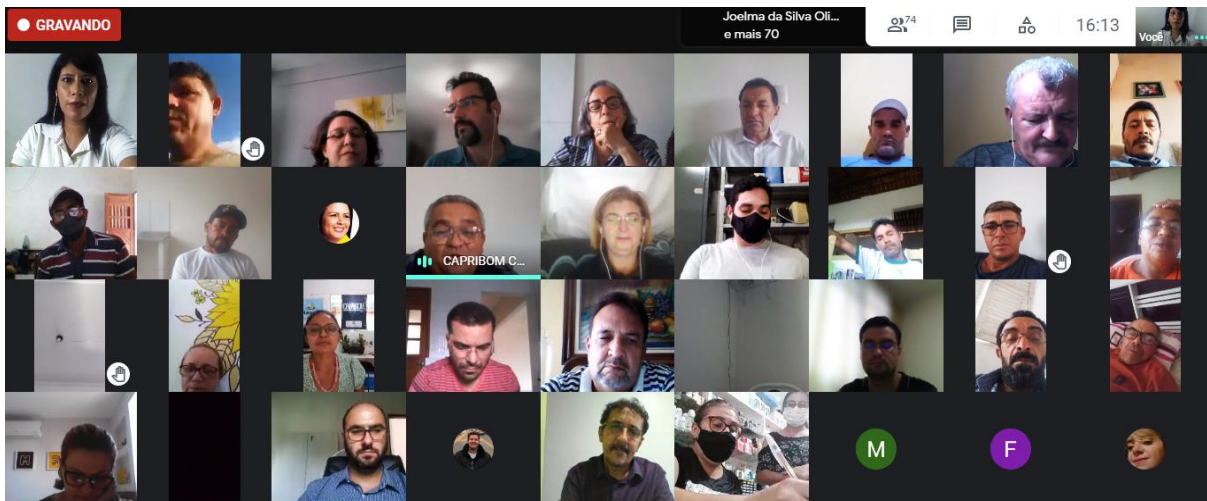 GRAVANDO
Joelma da Silva Oli...
e mais 70
74
16:13
Você
CAPRIBOM C...
M
F